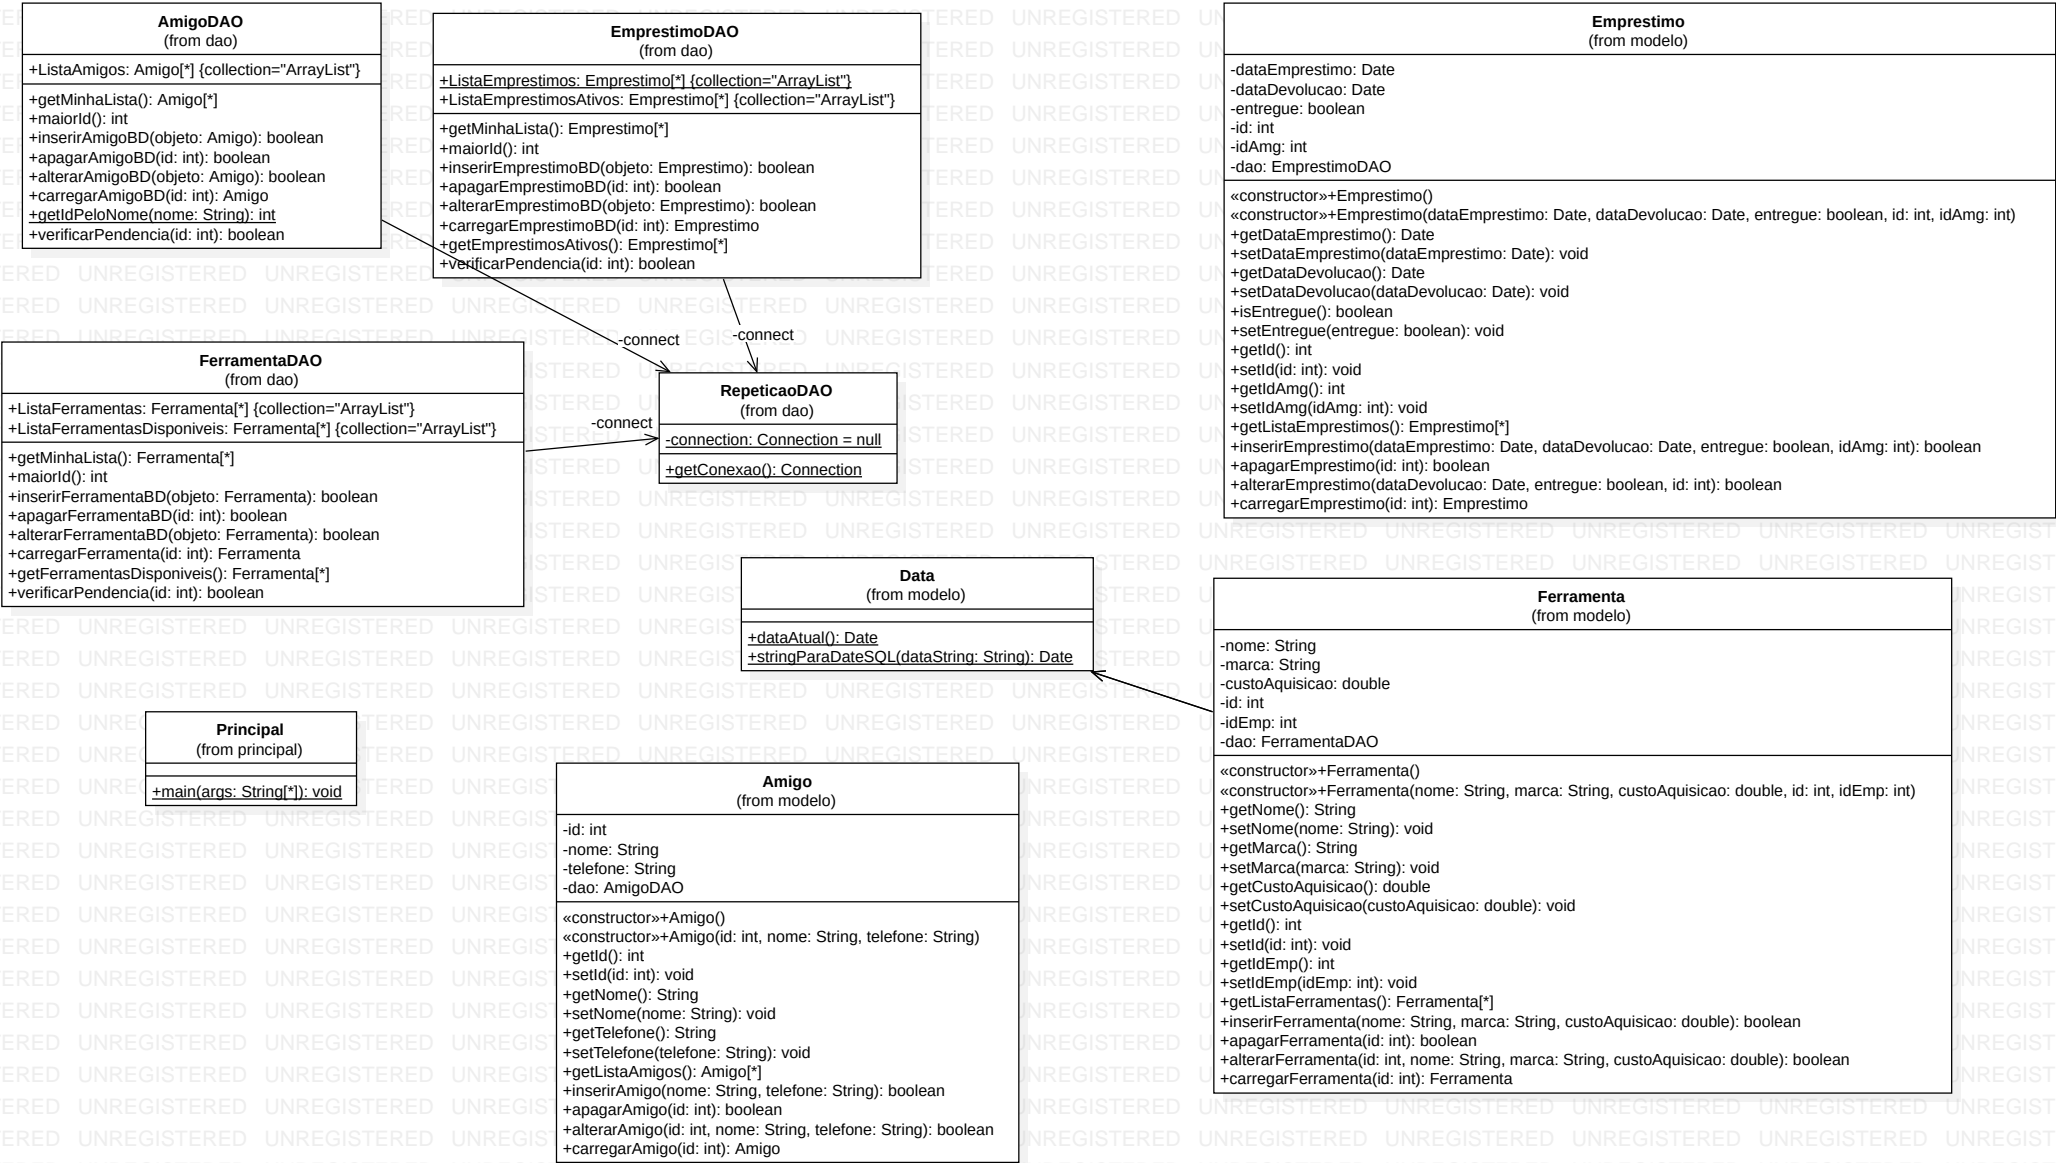 AmigoDAO
(from dao)
+ListaAmigos: Amigo[*] {collection="ArrayList"}
+getMinhaLista(): Amigo[*]
+maiorId(): int
+inserirAmigoBD(objeto: Amigo): boolean
+apagarAmigoBD(id: int): boolean
+alterarAmigoBD(objeto: Amigo): boolean
+carregarAmigoBD(id: int): Amigo
+getIdPeloNome(nome: String): int
+verificarPendencia(id: int): boolean
EmprestimoDAO
(from dao)
+ListaEmprestimos: Emprestimo[*] {collection="ArrayList"}
+ListaEmprestimosAtivos: Emprestimo[*] {collection="ArrayList"}
+getMinhaLista(): Emprestimo[*]
+maiorId(): int
+inserirEmprestimoBD(objeto: Emprestimo): boolean
+apagarEmprestimoBD(id: int): boolean
+alterarEmprestimoBD(objeto: Emprestimo): boolean
+carregarEmprestimoBD(id: int): Emprestimo
+getEmprestimosAtivos(): Emprestimo[*]
+verificarPendencia(id: int): boolean
Emprestimo
(from modelo)
-dataEmprestimo: Date
-dataDevolucao: Date
-entregue: boolean
-id: int
-idAmg: int
-dao: EmprestimoDAO
«constructor»+Emprestimo()
«constructor»+Emprestimo(dataEmprestimo: Date, dataDevolucao: Date, entregue: boolean, id: int, idAmg: int)
+getDataEmprestimo(): Date
+setDataEmprestimo(dataEmprestimo: Date): void
+getDataDevolucao(): Date
+setDataDevolucao(dataDevolucao: Date): void
+isEntregue(): boolean
+setEntregue(entregue: boolean): void
+getId(): int
+setId(id: int): void
+getIdAmg(): int
+setIdAmg(idAmg: int): void
+getListaEmprestimos(): Emprestimo[*]
+inserirEmprestimo(dataEmprestimo: Date, dataDevolucao: Date, entregue: boolean, idAmg: int): boolean
+apagarEmprestimo(id: int): boolean
+alterarEmprestimo(dataDevolucao: Date, entregue: boolean, id: int): boolean
+carregarEmprestimo(id: int): Emprestimo
-connect
-connect
-connect
FerramentaDAO
(from dao)
+ListaFerramentas: Ferramenta[*] {collection="ArrayList"}
+ListaFerramentasDisponiveis: Ferramenta[*] {collection="ArrayList"}
+getMinhaLista(): Ferramenta[*]
+maiorId(): int
+inserirFerramentaBD(objeto: Ferramenta): boolean
+apagarFerramentaBD(id: int): boolean
+alterarFerramentaBD(objeto: Ferramenta): boolean
+carregarFerramenta(id: int): Ferramenta
+getFerramentasDisponiveis(): Ferramenta[*]
+verificarPendencia(id: int): boolean
RepeticaoDAO
(from dao)
-connection: Connection = null
+getConexao(): Connection
Data
(from modelo)
+dataAtual(): Date
+stringParaDateSQL(dataString: String): Date
Ferramenta
(from modelo)
-nome: String
-marca: String
-custoAquisicao: double
-id: int
-idEmp: int
-dao: FerramentaDAO
«constructor»+Ferramenta()
«constructor»+Ferramenta(nome: String, marca: String, custoAquisicao: double, id: int, idEmp: int)
+getNome(): String
+setNome(nome: String): void
+getMarca(): String
+setMarca(marca: String): void
+getCustoAquisicao(): double
+setCustoAquisicao(custoAquisicao: double): void
+getId(): int
+setId(id: int): void
+getIdEmp(): int
+setIdEmp(idEmp: int): void
+getListaFerramentas(): Ferramenta[*]
+inserirFerramenta(nome: String, marca: String, custoAquisicao: double): boolean
+apagarFerramenta(id: int): boolean
+alterarFerramenta(id: int, nome: String, marca: String, custoAquisicao: double): boolean
+carregarFerramenta(id: int): Ferramenta
Principal
(from principal)
+main(args: String[*]): void
Amigo
(from modelo)
-id: int
-nome: String
-telefone: String
-dao: AmigoDAO
«constructor»+Amigo()
«constructor»+Amigo(id: int, nome: String, telefone: String)
+getId(): int
+setId(id: int): void
+getNome(): String
+setNome(nome: String): void
+getTelefone(): String
+setTelefone(telefone: String): void
+getListaAmigos(): Amigo[*]
+inserirAmigo(nome: String, telefone: String): boolean
+apagarAmigo(id: int): boolean
+alterarAmigo(id: int, nome: String, telefone: String): boolean
+carregarAmigo(id: int): Amigo
UNREGISTERED